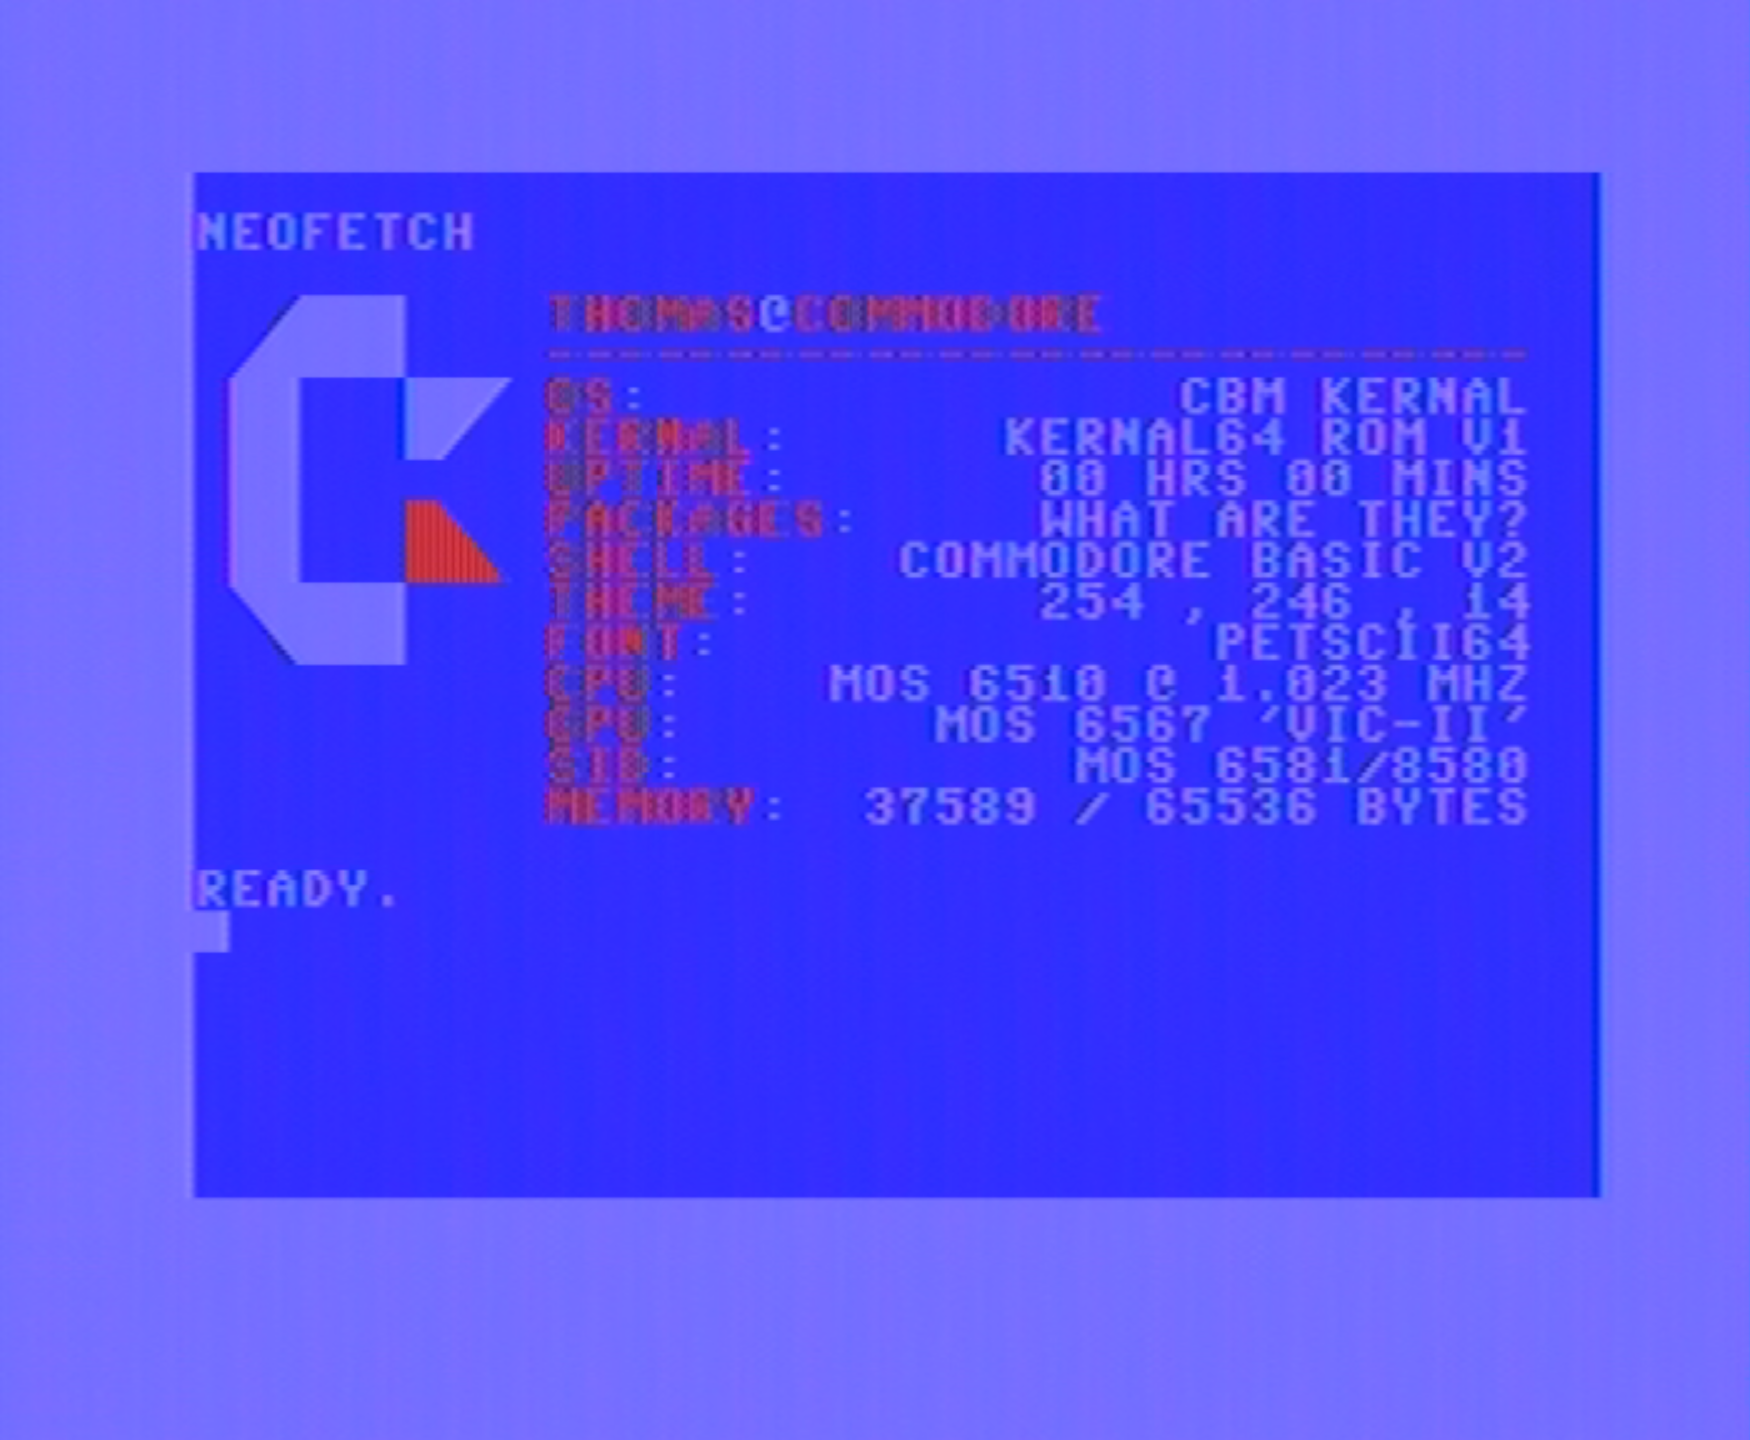 NEOFETCH
THOMAS@COMMODORE
----------------------------
OS: CBM KERNAL
KERNAL: KERNAL64 ROM V1
UPTIME: 00 HRS 00 MINS
PACKAGES: WHAT ARE THEY?
SHELL: COMMODORE BASIC V2
THEME: 254 , 246 , 14
FONT: PETSCII64
CPU: MOS 6510 @ 1.023 MHZ
GPU: MOS 6567 'VIC-II'
SID: MOS 6581/8580
MEMORY: 37589 / 65536 BYTES
READY.